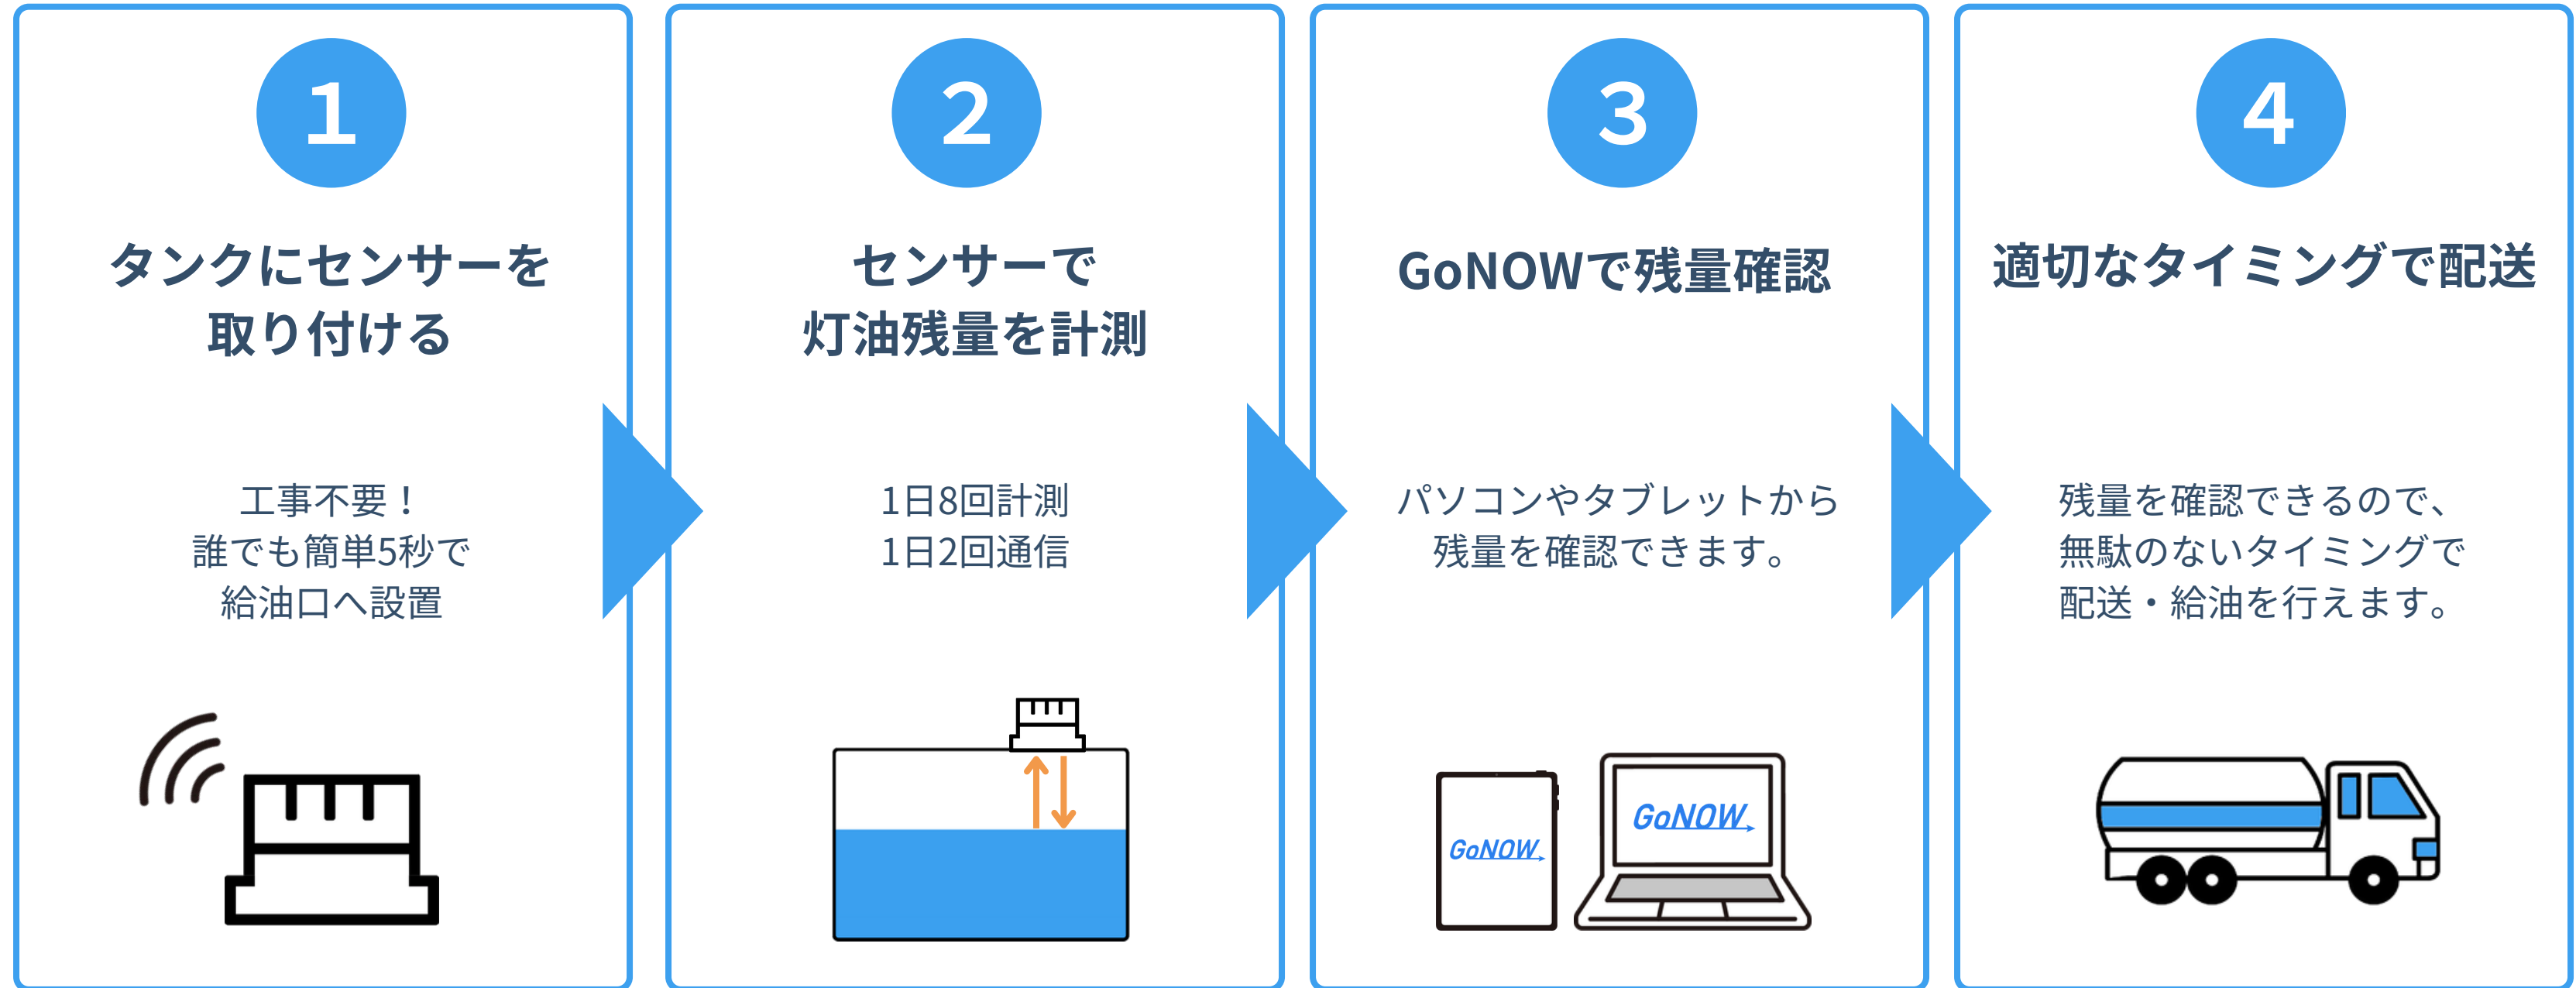 1
タンクにセンサーを
取り付ける
工事不要！
誰でも簡単5秒で
給油口へ設置
2
センサーで
灯油残量を計測
1日8回計測
1日2回通信
3
GoNOWで残量確認
パソコンやタブレットから
残量を確認できます。
GoNOW
GoNOW
4
適切なタイミングで配送
残量を確認できるので、
無駄のないタイミングで
配送・給油を行えます。